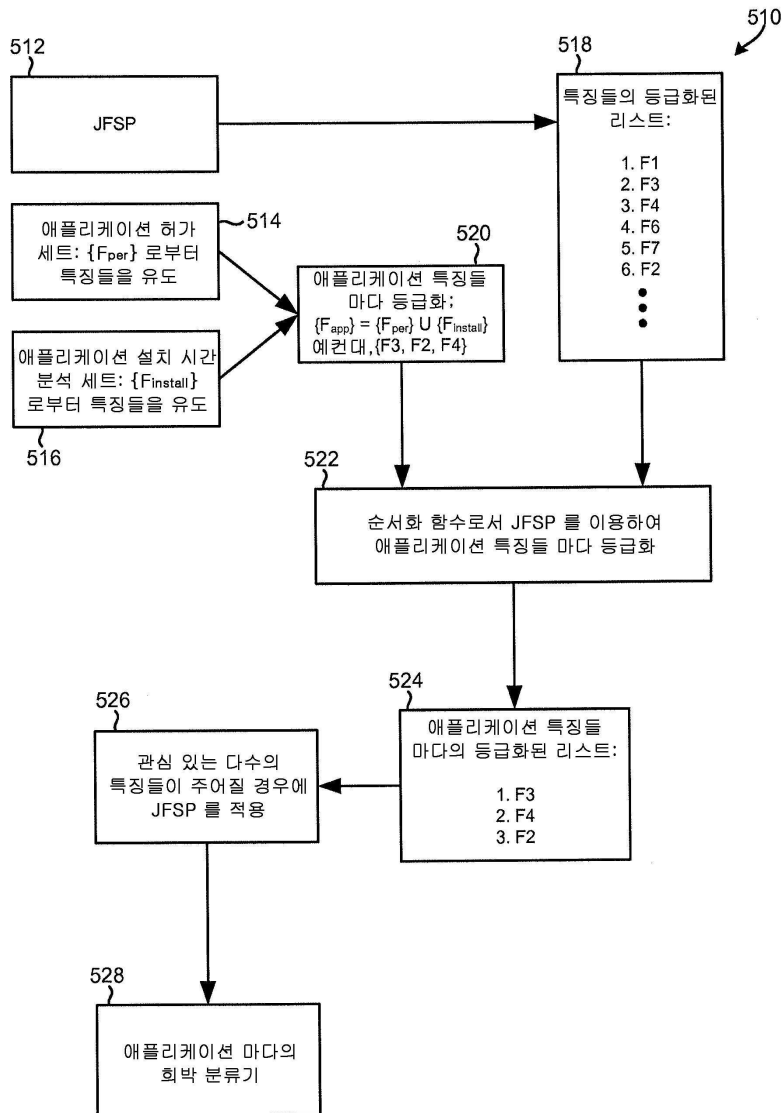 510
512
JFSP
518
특징들의 등급화된
리스트:
1. F1
2. F3
3. F4
4. F6
5. F7
6. F2
514
애플리케이션 허가
세트: {Fper} 로부터
특징들을 유도
520
애플리케이션 특징들
마다 등급화;
{Fapp} = {Fper} U {Finstall}
예컨대,{F3, F2, F4}
애플리케이션 설치 시간
분석 세트: {Finstall}
로부터 특징들을 유도
516
522
순서화 함수로서 JFSP 를 이용하여
애플리케이션 특징들 마다 등급화
524
애플리케이션 특징들
마다의 등급화된 리스트:
1. F3
2. F4
3. F2
526
관심 있는 다수의
특징들이 주어질 경우에
JFSP 를 적용
528
애플리케이션 마다의
희박 분류기